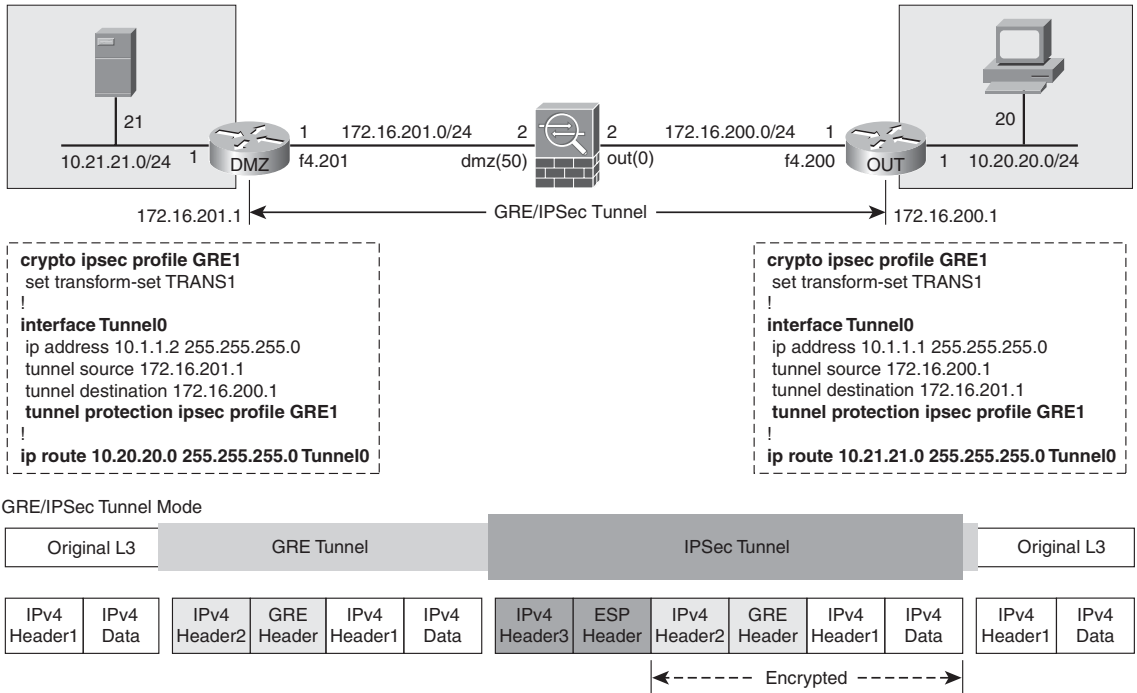 21
20
1
172.16.201.0/24
2
2
172.16.200.0/24
1
10.21.21.0/24
1
DMZ
f4.201
dmz(50)
out(0)
f4.200
OUT
1
10.20.20.0/24
172.16.201.1
GRE/IPSec Tunnel
172.16.200.1
crypto ipsec profile GRE1
set transform-set TRANS1
!
interface Tunnel0
ip address 10.1.1.2 255.255.255.0
tunnel source 172.16.201.1
tunnel destination 172.16.200.1
tunnel protection ipsec profile GRE1
!
ip route 10.20.20.0 255.255.255.0 Tunnel0
crypto ipsec profile GRE1
set transform-set TRANS1
!
interface Tunnel0
ip address 10.1.1.1 255.255.255.0
tunnel source 172.16.200.1
tunnel destination 172.16.201.1
tunnel protection ipsec profile GRE1
!
ip route 10.21.21.0 255.255.255.0 Tunnel0
GRE/IPSec Tunnel Mode
Original L3
GRE Tunnel
IPSec Tunnel
Original L3
IPv4
Header1
IPv4
Data
IPv4
Header2
GRE
Header
IPv4
Header1
IPv4
Data
IPv4
Header3
ESP
Header
IPv4
Header2
GRE
Header
IPv4
Header1
IPv4
Data
IPv4
Header1
IPv4
Data
Encrypted